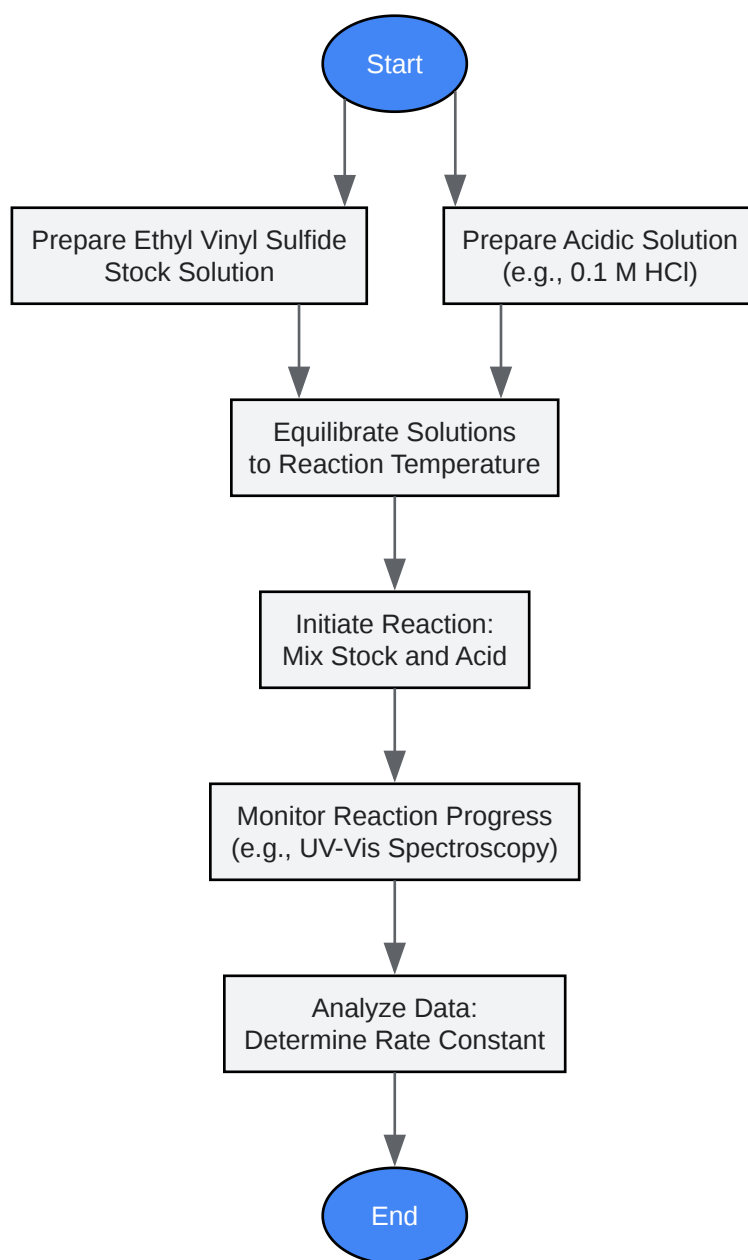 Start
Prepare Ethyl Vinyl Sulfide
Stock Solution
Prepare Acidic Solution
(e.g., 0.1 M HCl)
Equilibrate Solutions
to Reaction Temperature
Initiate Reaction:
Mix Stock and Acid
Monitor Reaction Progress
(e.g., UV-Vis Spectroscopy)
Analyze Data:
Determine Rate Constant
End